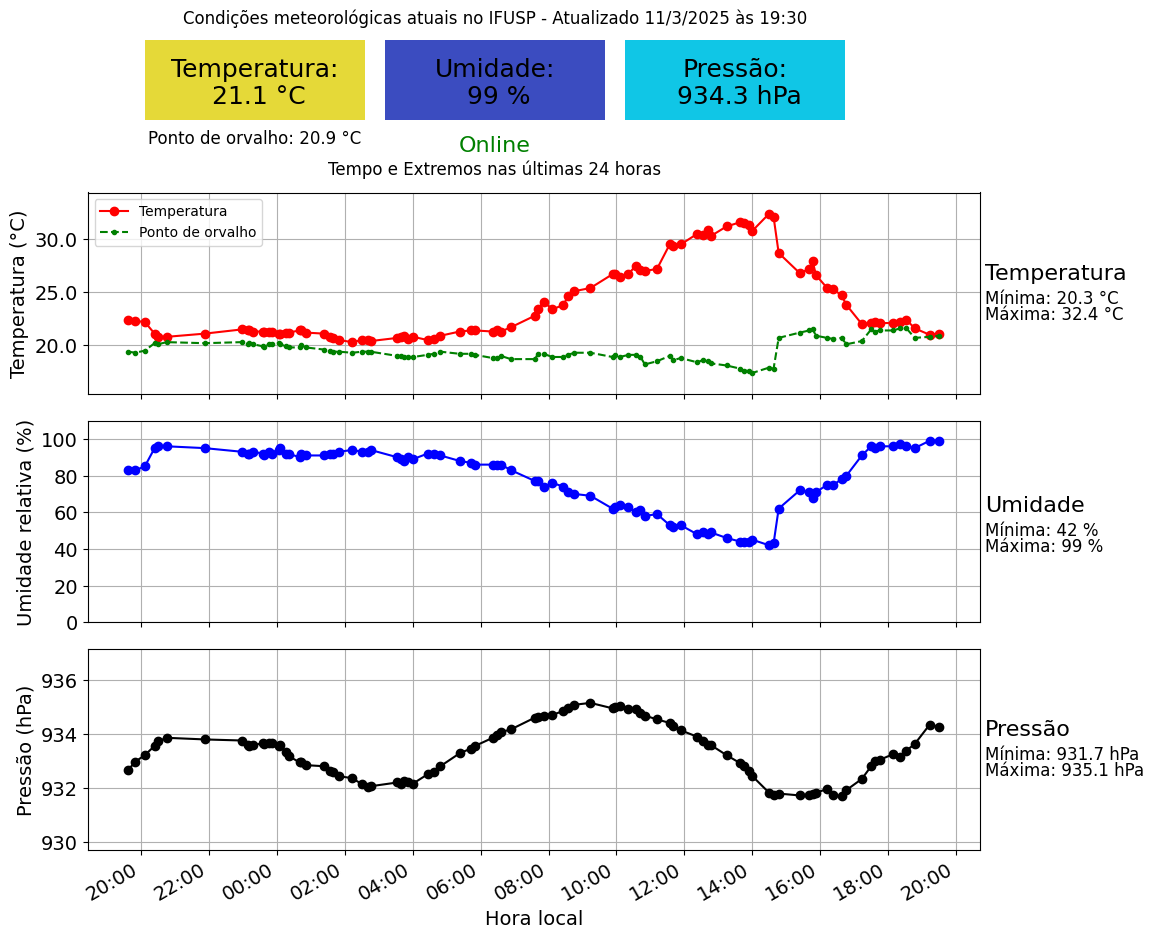 Condições meteorológicas atuais no IFUSP - Atualizado 11/3/2025 às 19:30
Temperatura:
21.1 °C
Umidade:
99 %
Pressão:
934.3 hPa
Ponto de orvalho: 20.9 °C
Online
Tempo e Extremos nas últimas 24 horas
Temperatura (°C)
30.0
25.0
20.0
Temperatura
Ponto de orvalho
Temperatura
Mínima: 20.3 °C
Máxima: 32.4 °C
Umidade relativa (%)
100
80
60
40
20
0
Umidade
Mínima: 42 %
Máxima: 99 %
Pressão (hPa)
936
934
932
930
Pressão
Mínima: 931.7 hPa
Máxima: 935.1 hPa
20:00 22:00 00:00 02:00 04:00 06:00 08:00 10:00 12:00 14:00 16:00 18:00 20:00
Hora local